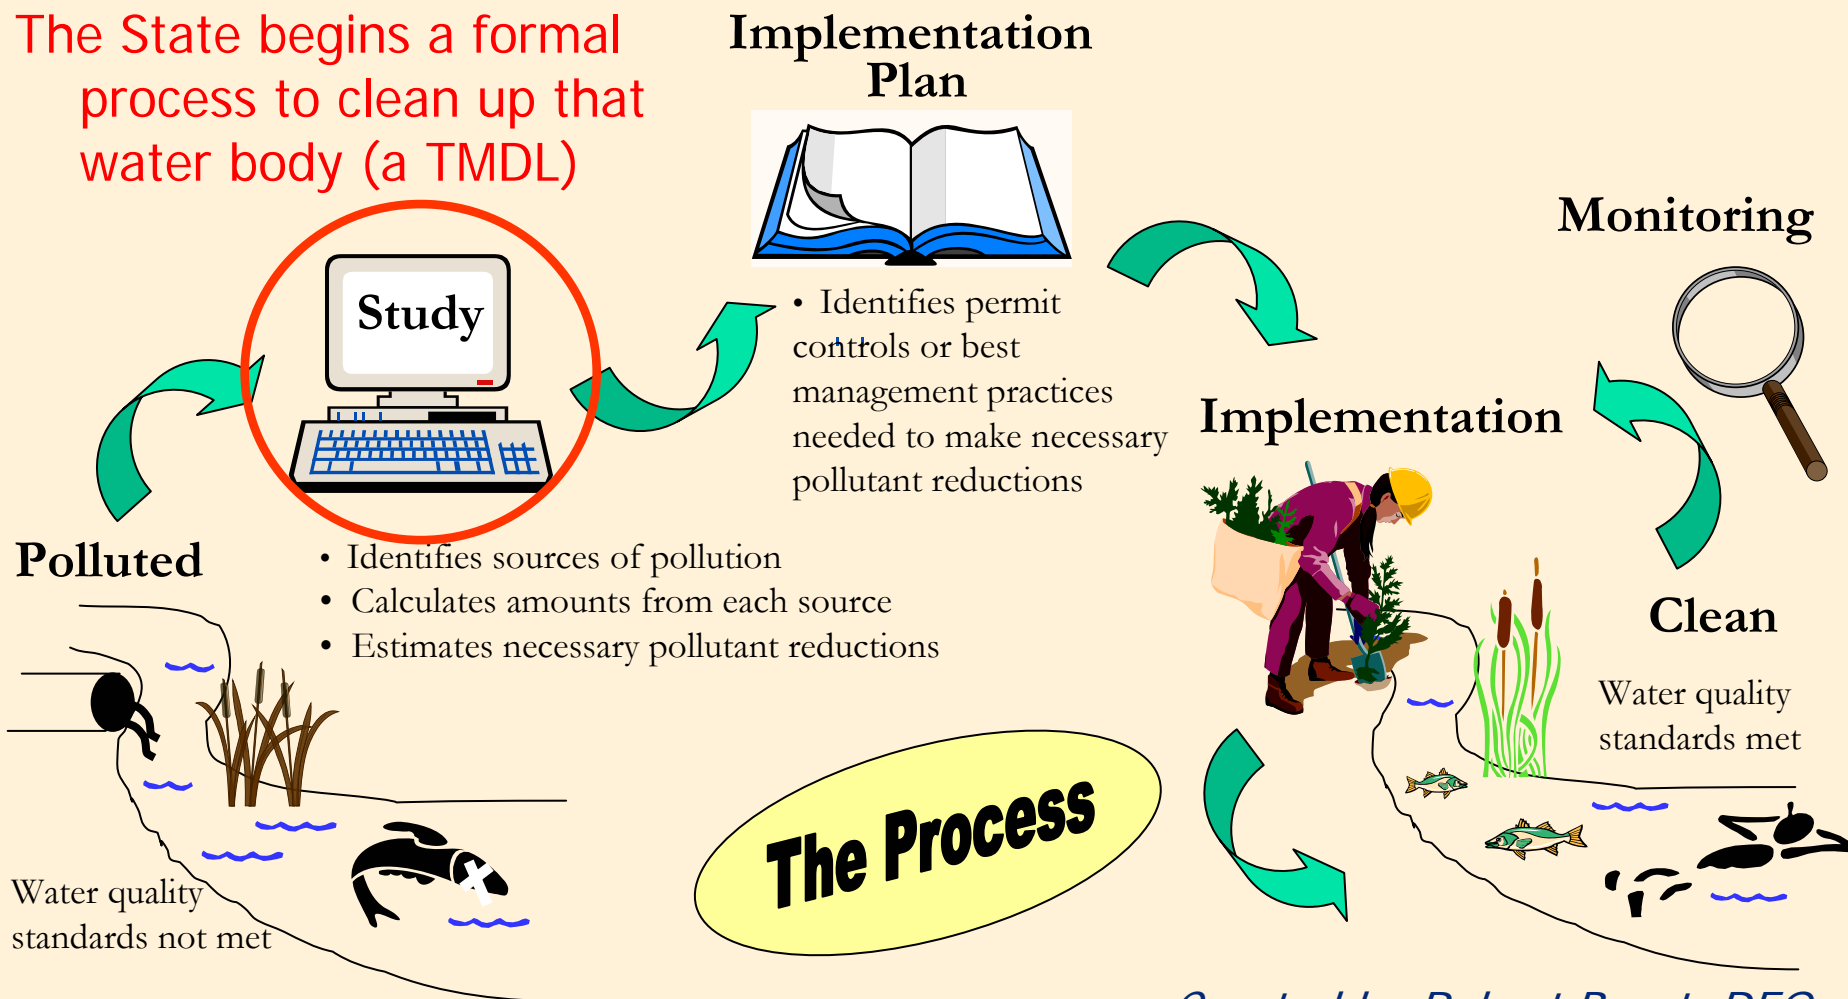 The State begins a formal
process to clean up that
water body (a TMDL)
Implementation
Plan
Study
• Identifies permit
controls or best
management practices
needed to make necessary
pollutant reductions
Monitoring
Implementation
Polluted
• Identifies sources of pollution
• Calculates amounts from each source
• Estimates necessary pollutant reductions
Clean
Water quality
standards met
The Process
Water quality
standards not met